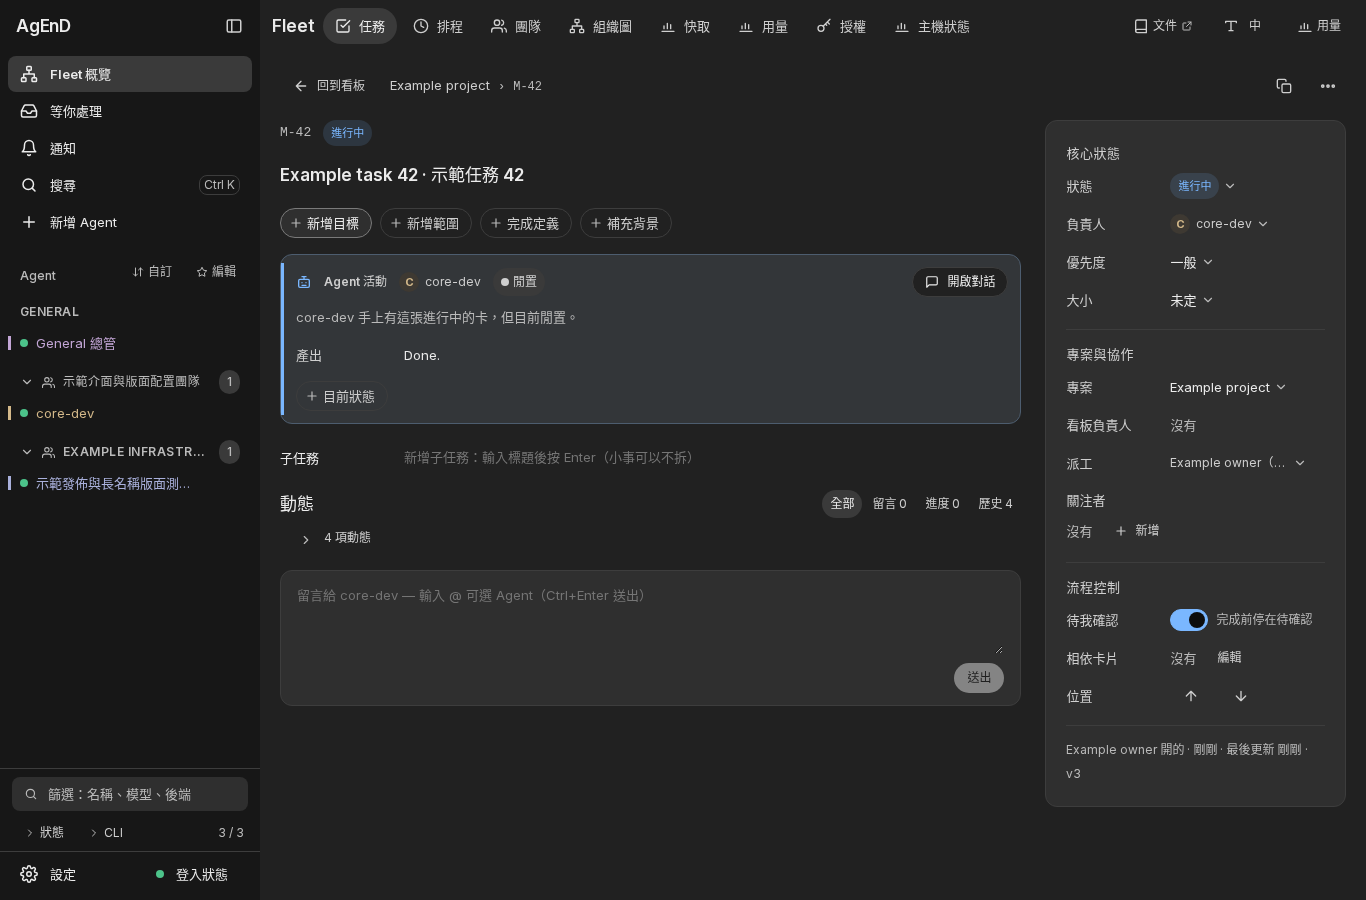 AgEnD
Fleet 概覽
等你處理
通知
搜尋 Ctrl K
新增 Agent
Agent 自訂 編輯
GENERAL
General 總管
示範介面與版面配置團隊 1
core-dev
EXAMPLE INFRASTR... 1
示範發佈與長名稱版面測...
篩選：名稱、模型、後端
狀態 CLI 3 / 3
設定 登入狀態
Fleet 任務 排程 團隊 組織圖 快取 用量 授權 主機狀態 文件 中 用量
回到看板 Example project › M-42
M-42 進行中
Example task 42 · 示範任務 42
新增目標 新增範圍 完成定義 補充背景
Agent 活動 C core-dev 閒置 開啟對話
core-dev 手上有這張進行中的卡，但目前閒置。
產出 Done.
目前狀態
子任務 新增子任務：輸入標題後按 Enter（小事可以不拆）
動態 全部 留言 0 進度 0 歷史 4
4 項動態
留言給 core-dev — 輸入 @ 可選 Agent（Ctrl+Enter 送出）
送出
核心狀態
狀態 進行中
負責人 C core-dev
優先度 一般
大小 未定
專案與協作
專案 Example project
看板負責人 沒有
派工 Example owner（...
關注者
沒有 新增
流程控制
待我確認 完成前停在待確認
相依卡片 沒有 編輯
位置
Example owner 開的 · 剛剛 · 最後更新 剛剛 ·
v3